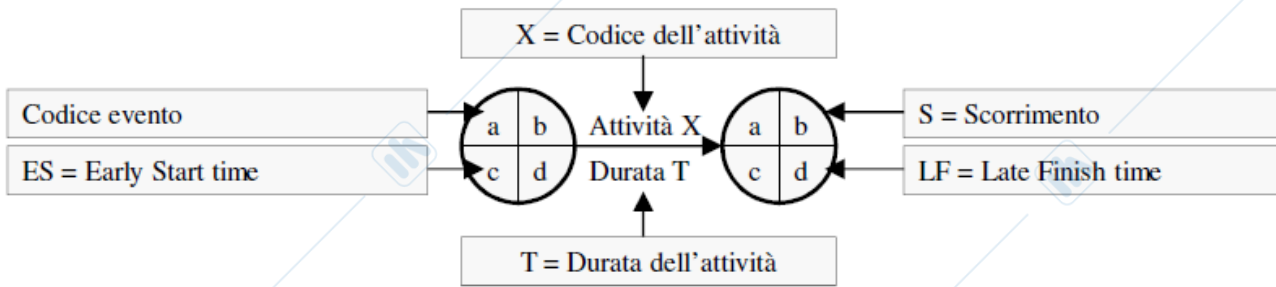 X = Codice dell'attività
Codice evento
a b
Attività X
a b
S = Scorrimento
ES = Early Start time
c d
Durata T
c d
LF = Late Finish time
T = Durata dell'attività